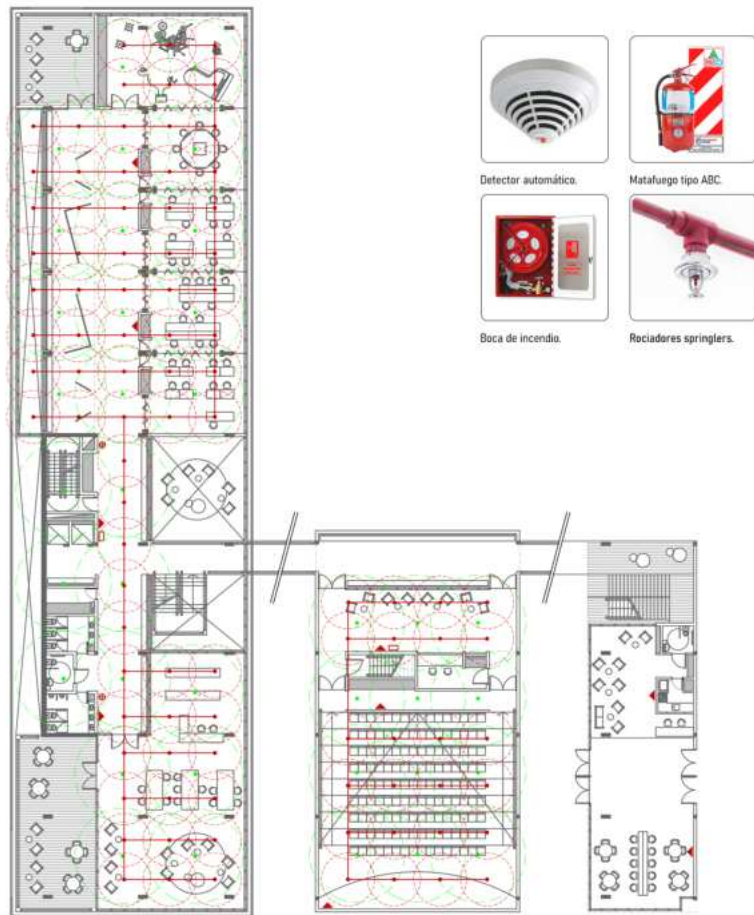 Detector automático.
Matafuego tipo ABC.
Boca de incendio.
Rociadores springlers.